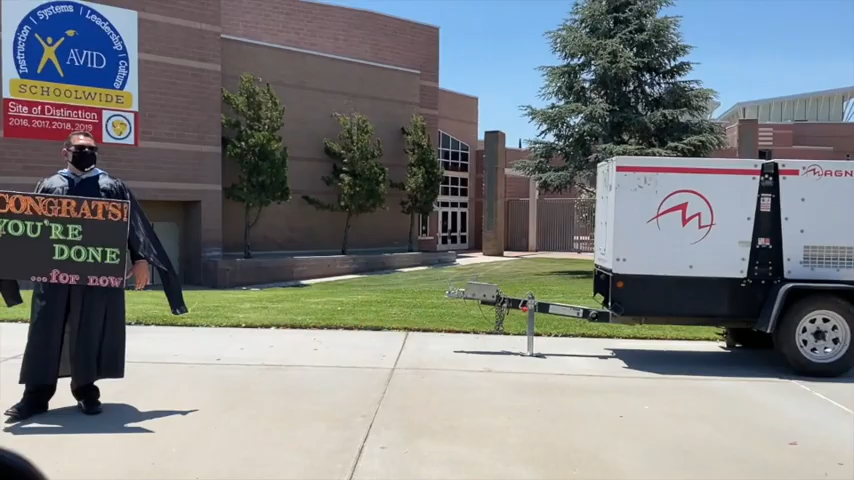 Instruction | Systems | Leadership | Culture
AVID
SCHOOLWIDE
Site of Distinction
2016, 2017, 2018, 2019
CONGRATS!
YOU'RE
DONE
...for now
MAGN